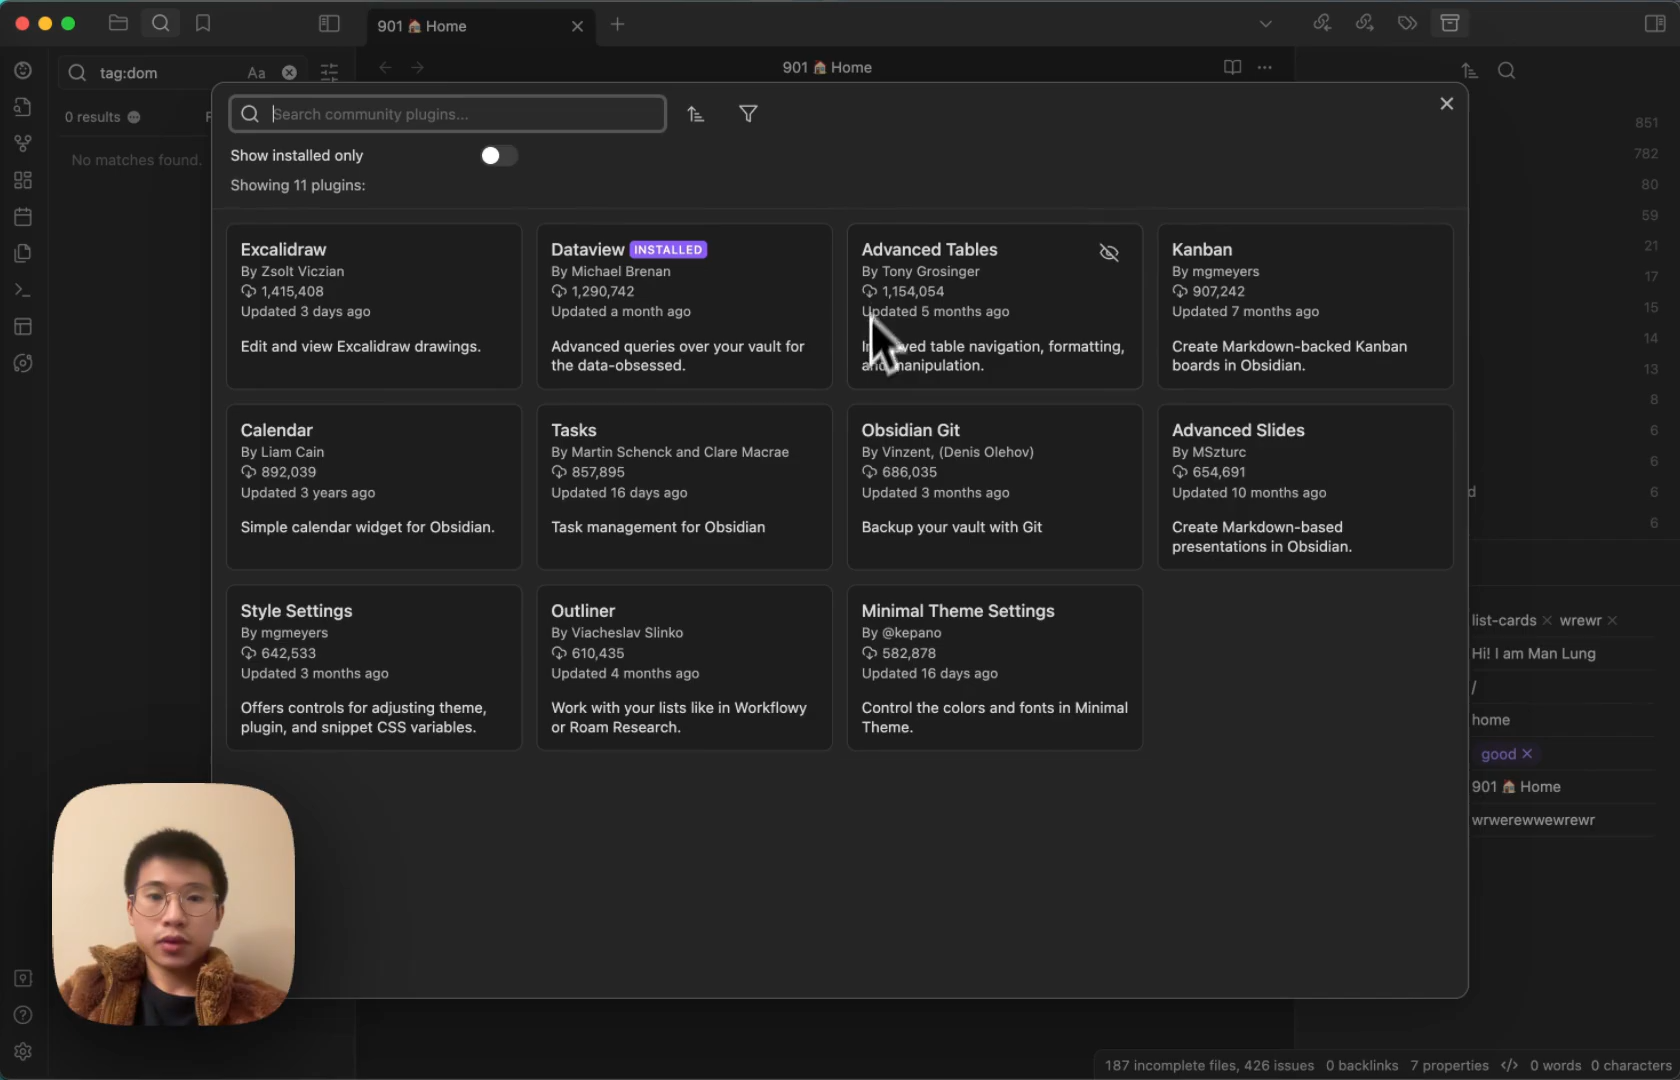 901 🏠 Home
tag:dom
Aa
901 🏠 Home
0 results
No matches found.
Search community plugins...
Show installed only
Showing 11 plugins:
Excalidraw
By Zsolt Viczian
1,415,408
Updated 3 days ago
Edit and view Excalidraw drawings.
Dataview INSTALLED
By Michael Brenan
1,290,742
Updated a month ago
Advanced queries over your vault for
the data-obsessed.
Advanced Tables
By Tony Grosinger
1,154,054
Updated 5 months ago
table navigation, formatting,
manipulation.
Kanban
By mgmeyers
907,242
Updated 7 months ago
Create Markdown-backed Kanban
boards in Obsidian.
Calendar
By Liam Cain
892,039
Updated 3 years ago
Simple calendar widget for Obsidian.
Tasks
By Martin Schenck and Clare Macrae
857,895
Updated 16 days ago
Task management for Obsidian
Obsidian Git
By Vinzent, (Denis Olehov)
686,035
Updated 3 months ago
Backup your vault with Git
Advanced Slides
By MSzturc
654,691
Updated 10 months ago
Create Markdown-based
presentations in Obsidian.
Style Settings
By mgmeyers
642,533
Updated 3 months ago
Offers controls for adjusting theme,
plugin, and snippet CSS variables.
Outliner
By Viacheslav Slinko
610,435
Updated 4 months ago
Work with your lists like in Workflowy
or Roam Research.
Minimal Theme Settings
By @kepano
582,878
Updated 16 days ago
Control the colors and fonts in Minimal
Theme.
851
782
80
59
21
17
15
14
13
8
6
6
d 6
6
list-cards × wrewr ×
Hi! I am Man Lung
/
home
good ×
901 🏠 Home
wrwerewwewrewr
187 incomplete files, 426 issues 0 backlinks 7 properties </> 0 words 0 characters